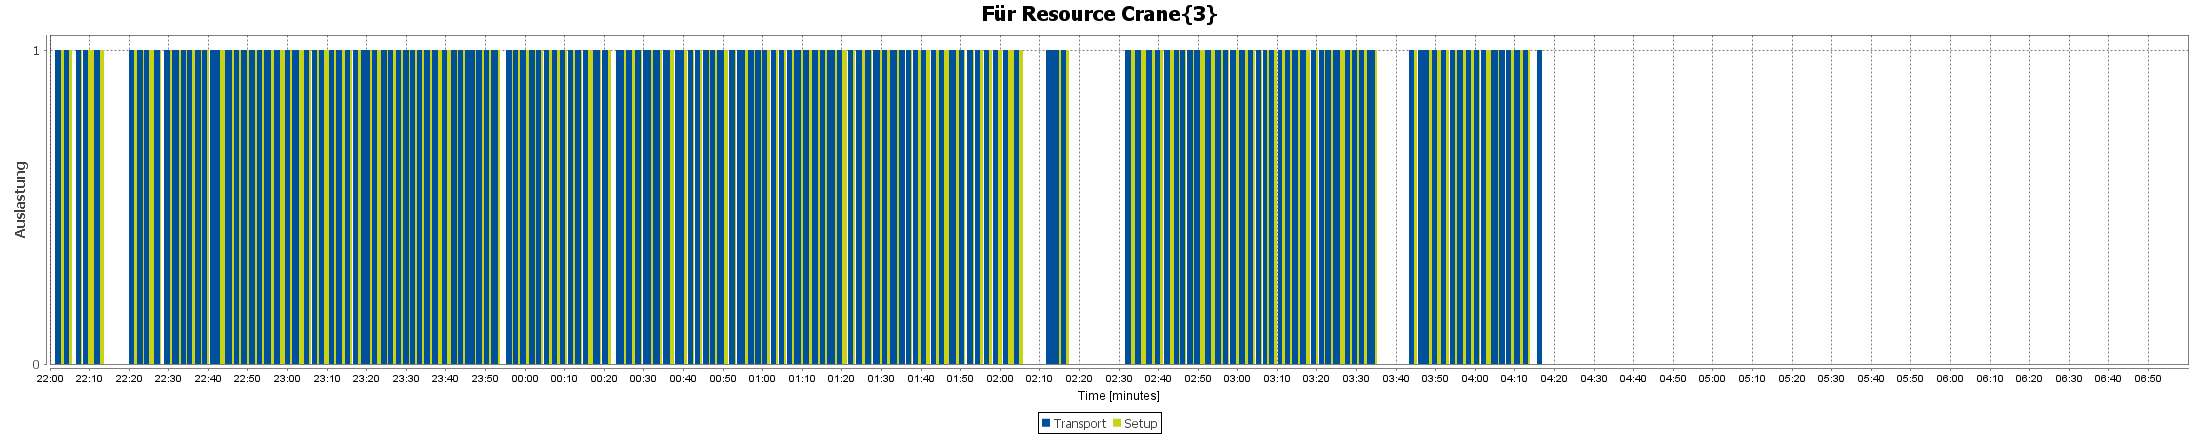 Für Resource Crane{3}
Auslastung
1
0
22:00 22:10 22:20 22:30 22:40 22:50 23:00 23:10 23:20 23:30 23:40 23:50 00:00 00:10 00:20 00:30 00:40 00:50 01:00 01:10 01:20 01:30 01:40 01:50 02:00 02:10 02:20 02:30 02:40 02:50 03:00 03:10 03:20 03:30 03:40 03:50 04:00 04:10 04:20 04:30 04:40 04:50 05:00 05:10 05:20 05:30 05:40 05:50 06:00 06:10 06:20 06:30 06:40 06:50
Time [minutes]
Transport Setup